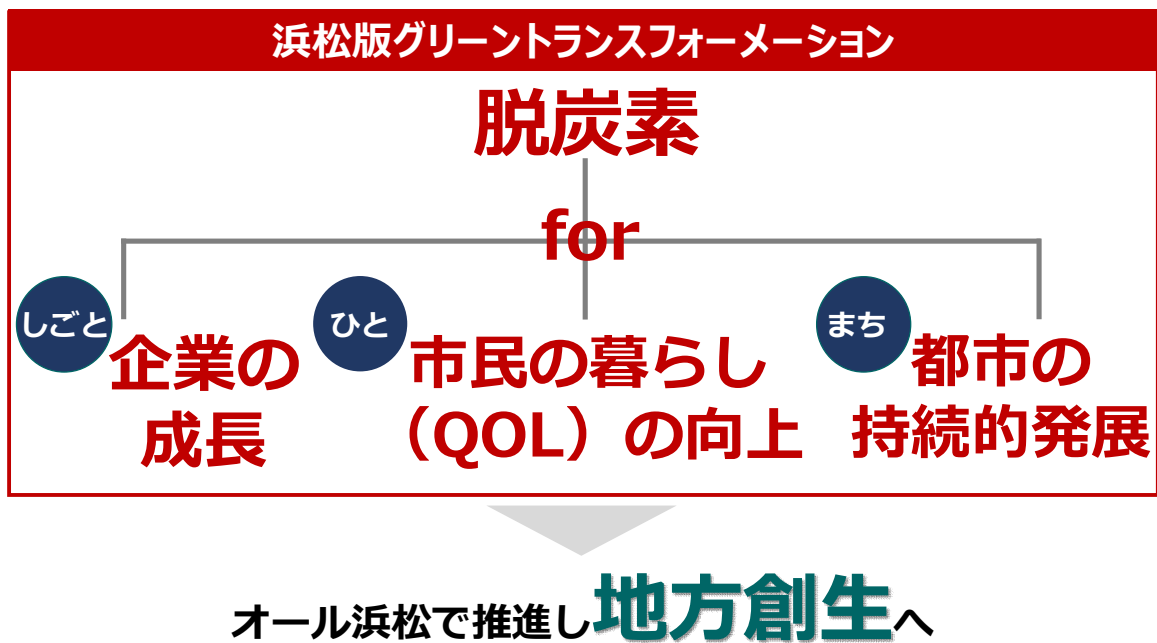 浜松版グリーントランスフォーメーション
脱炭素
for
しごと
企業の
成長
ひと
市民の暮らし
（QOL）の向上
まち
都市の
持続的発展
オール浜松で推進し地方創生へ